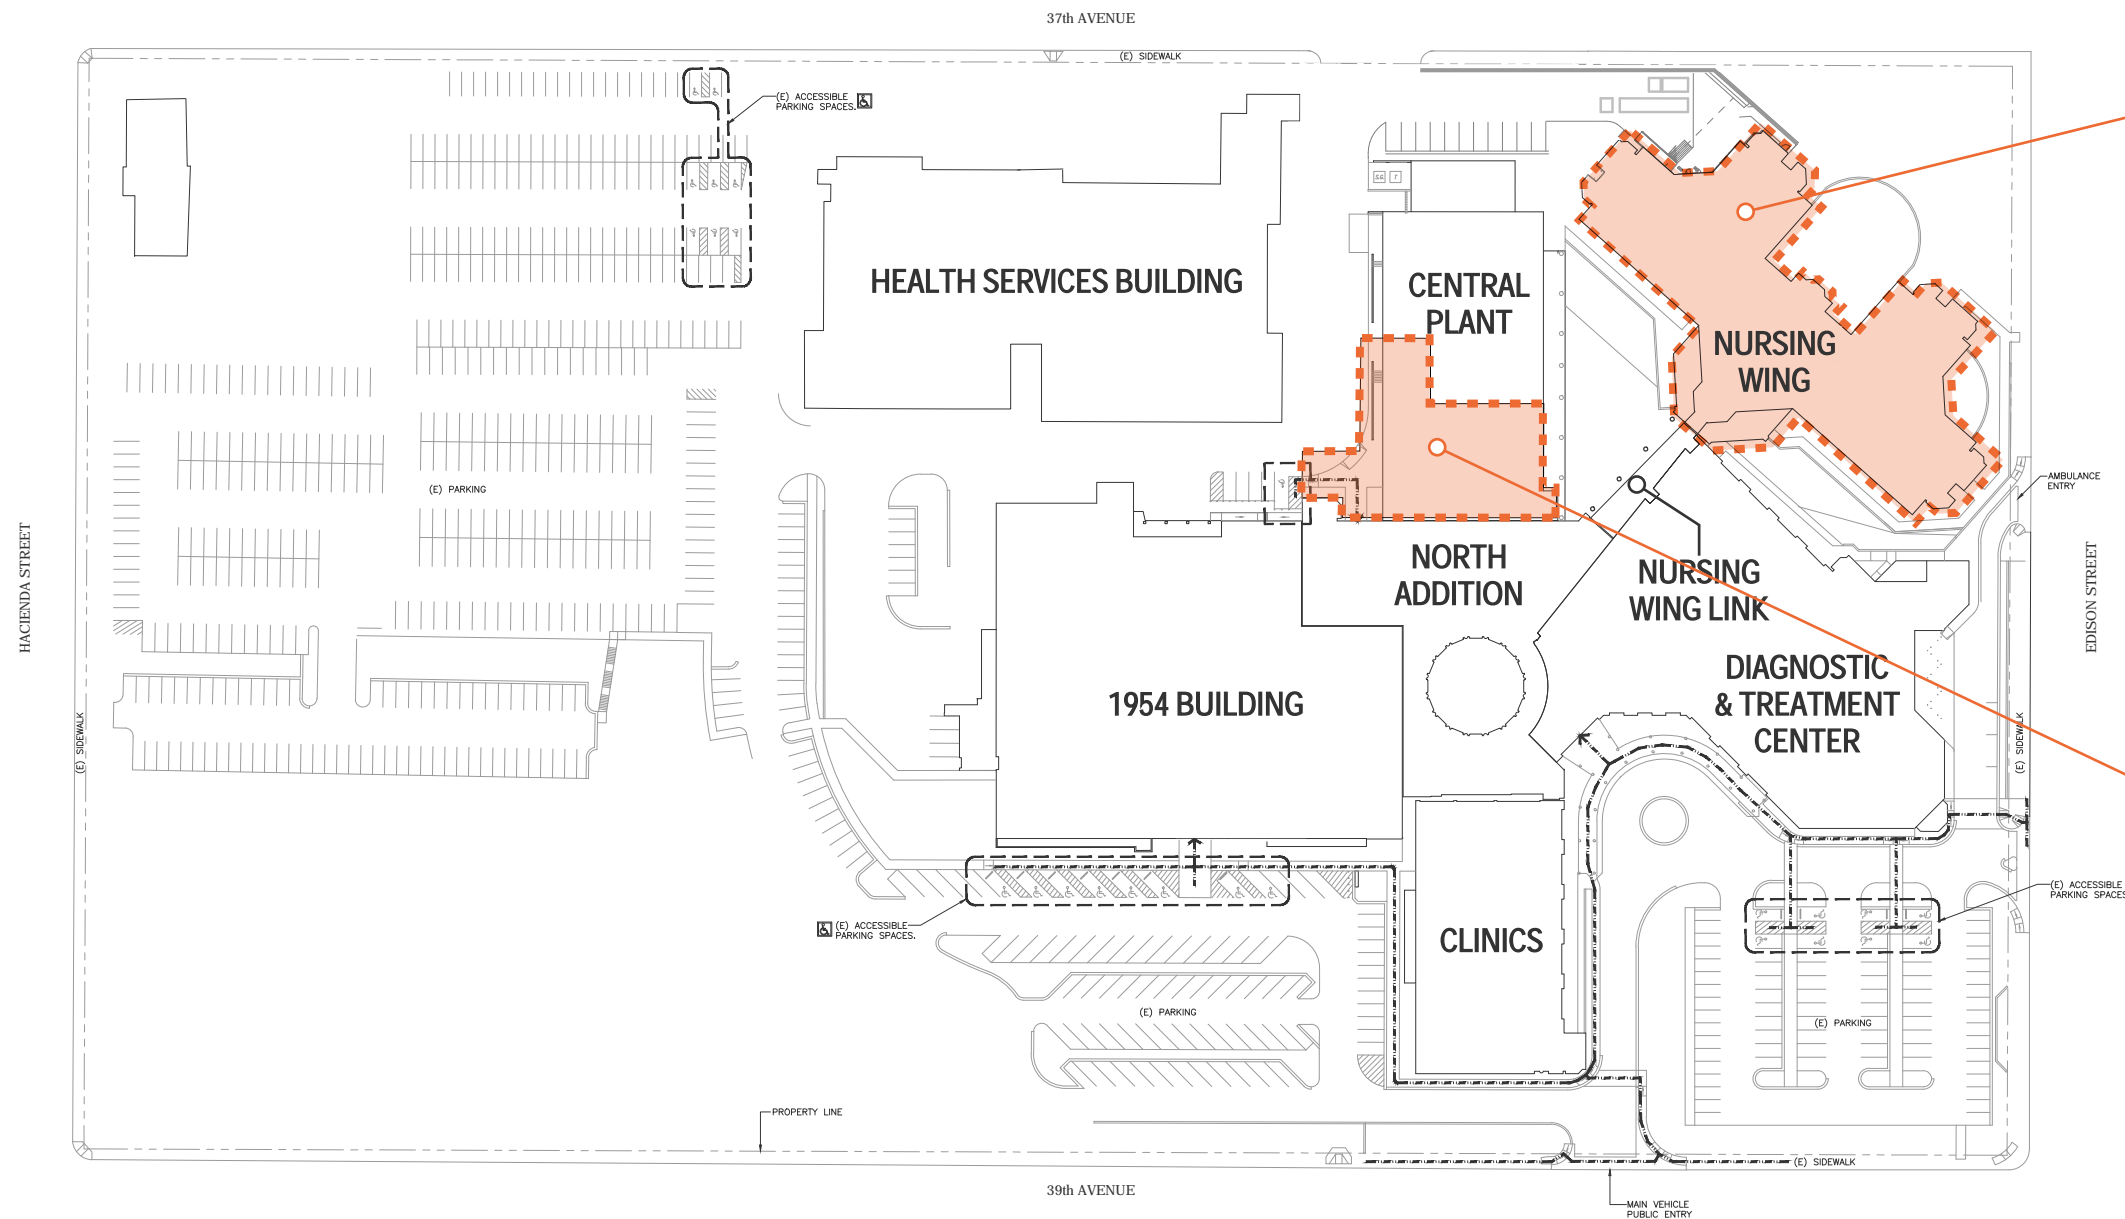 37th AVENUE
(E) SIDEWALK
(E) ACCESSIBLE
PARKING SPACES.
HEALTH SERVICES BUILDING
CENTRAL
PLANT
NURSING
WING
(E) PARKING
AMBULANCE
ENTRY
HACIENDA STREET
EDISON STREET
NORTH
ADDITION
NURSING
WING LINK
1954 BUILDING
DIAGNOSTIC
& TREATMENT
CENTER
(E) SIDEWALK
(E) SIDEWALK
(E) ACCESSIBLE
PARKING SPACES.
CLINICS
(E) ACCESSIBLE
PARKING SPACES
(E) PARKING
(E) PARKING
PROPERTY LINE
(E) SIDEWALK
39th AVENUE
MAIN VEHICLE
PUBLIC ENTRY